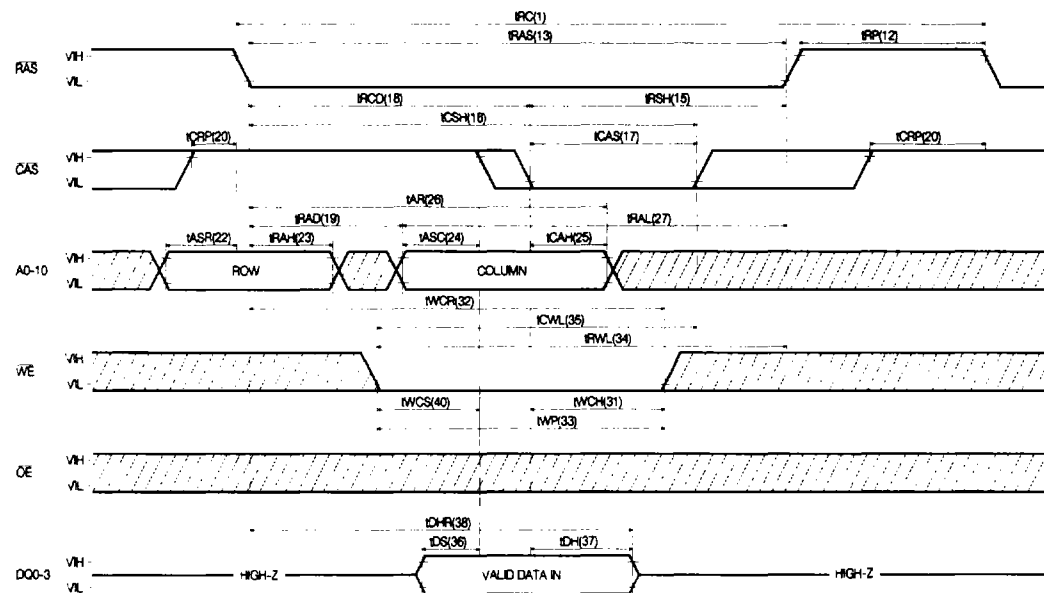 tRC(1)
tRAS(13)
tRP(12)
RAS
VIH
VIL
tRCD(18)
tRSH(15)
tCSH(16)
tCRP(20)
tCAS(17)
tCRP(20)
CAS
VIH
VIL
tAR(26)
tRAD(19)
tRAL(27)
tASR(22)
tRAH(23)
tASC(24)
tCAH(25)
A0-10
VIH
VIL
ROW
COLUMN
tWCR(32)
tCWL(35)
tRWL(34)
WE
VIH
VIL
tWCS(40)
tWCH(31)
tWP(33)
OE
VIH
VIL
tDHR(38)
tDS(36)
tDH(37)
DQ0-3
VIH
VIL
HIGH-Z
VALID DATA IN
HIGH-Z